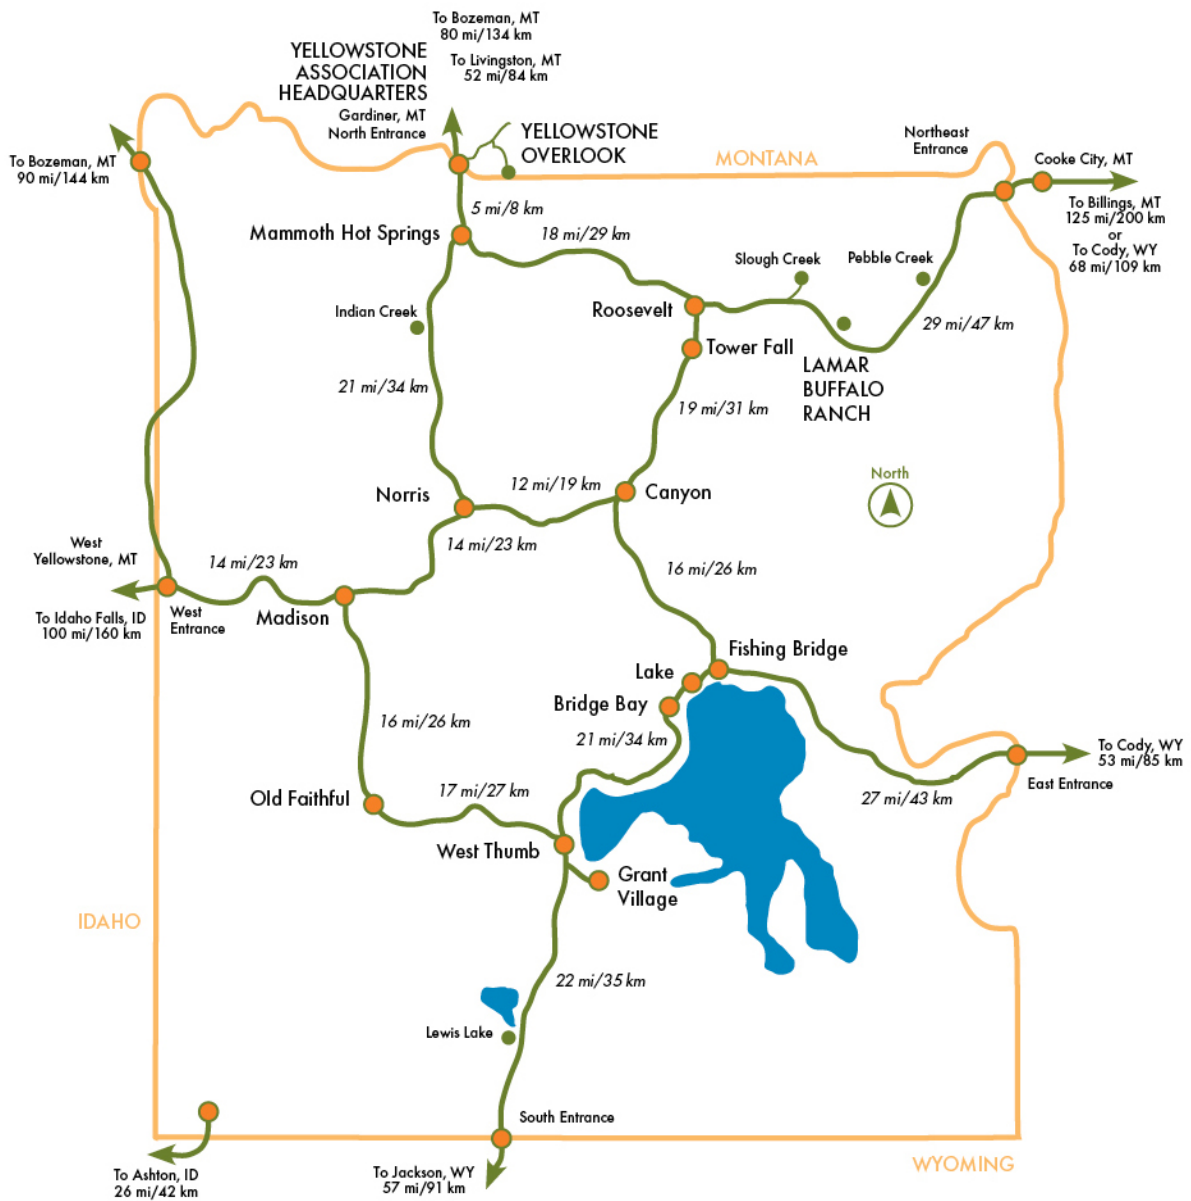 To Bozeman, MT
80 mi/134 km
To Livingston, MT
52 mi/84 km
YELLOWSTONE
ASSOCIATION
HEADQUARTERS
Gardiner, MT
North Entrance
YELLOWSTONE
OVERLOOK
MONTANA
Northeast
Entrance
Cooke City, MT
To Billings, MT
125 mi/200 km
or
To Cody, WY
68 mi/109 km
To Bozeman, MT
90 mi/144 km
5 mi/8 km
Mammoth Hot Springs
18 mi/29 km
Slough Creek
Pebble Creek
Indian Creek
Roosevelt
29 mi/47 km
Tower Fall
LAMAR
BUFFALO
RANCH
21 mi/34 km
19 mi/31 km
North
Norris
12 mi/19 km
Canyon
14 mi/23 km
West
Yellowstone, MT
14 mi/23 km
16 mi/26 km
To Idaho Falls, ID
100 mi/160 km
West
Entrance
Madison
Fishing Bridge
Lake
Bridge Bay
16 mi/26 km
21 mi/34 km
To Cody, WY
53 mi/85 km
East Entrance
Old Faithful
17 mi/27 km
27 mi/43 km
West Thumb
Grant
Village
IDAHO
22 mi/35 km
Lewis Lake
South Entrance
To Ashton, ID
26 mi/42 km
To Jackson, WY
57 mi/91 km
WYOMING